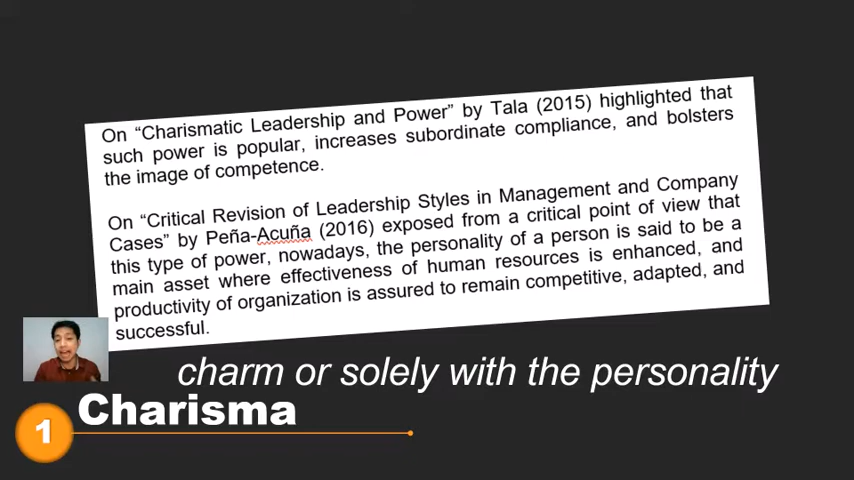 On “Charismatic Leadership and Power” by Tala (2015) highlighted that
such power is popular, increases subordinate compliance, and bolsters
the image of competence.
On “Critical Revision of Leadership Styles in Management and Company
Cases” by Peña-Acuña (2016) exposed from a critical point of view that
this type of power, nowadays, the personality of a person is said to be a
main asset where effectiveness of human resources is enhanced, and
productivity of organization is assured to remain competitive, adapted, and
successful.
charm or solely with the personality
Charisma
1